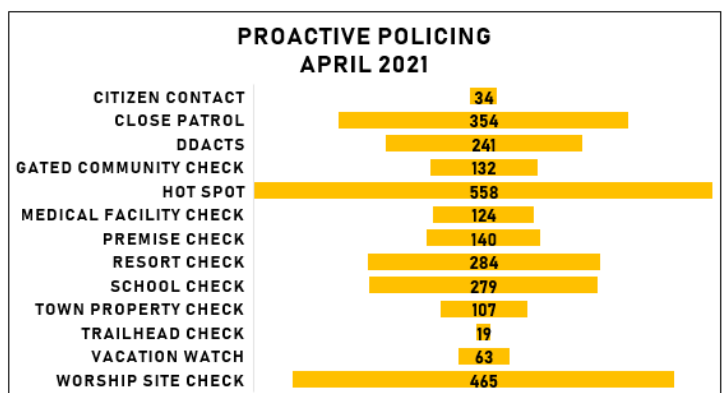 PROACTIVE POLICING
APRIL 2021
CITIZEN CONTACT 34
CLOSE PATROL 354
DDACTS 241
GATED COMMUNITY CHECK 132
HOT SPOT 558
MEDICAL FACILITY CHECK 124
PREMISE CHECK 140
RESORT CHECK 284
SCHOOL CHECK 279
TOWN PROPERTY CHECK 107
TRAILHEAD CHECK 19
VACATION WATCH 63
WORSHIP SITE CHECK 465